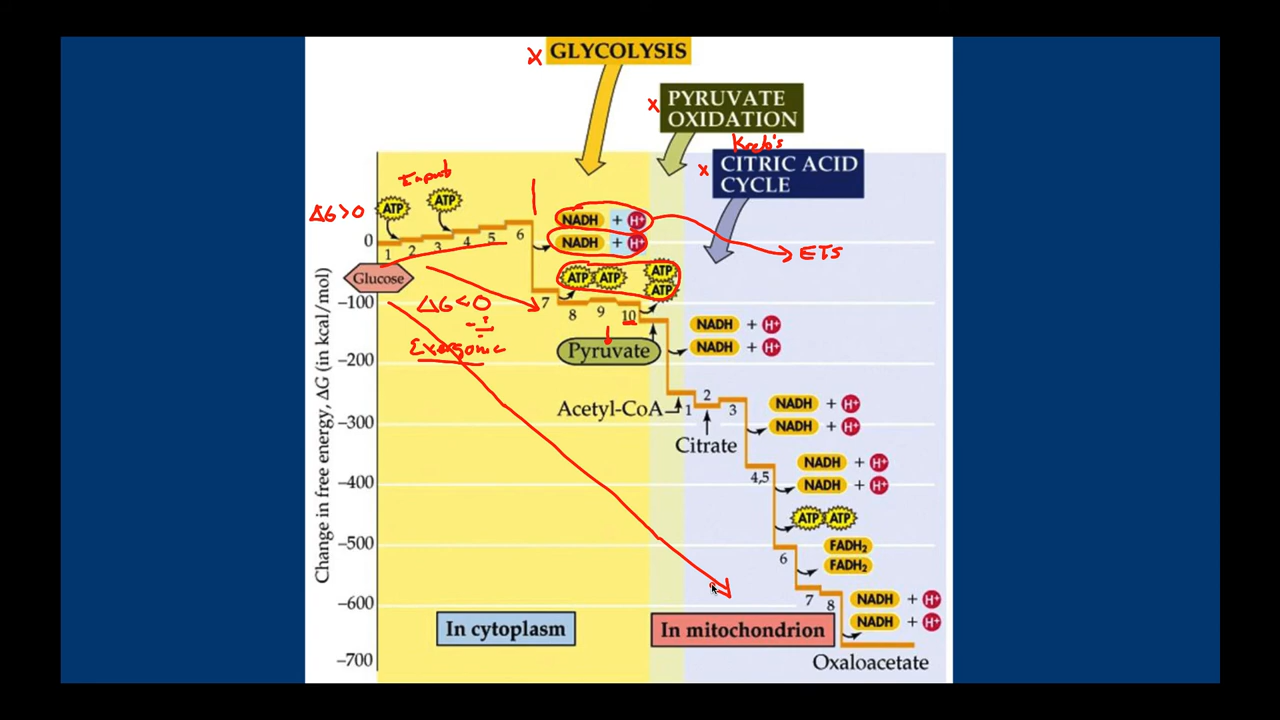 X GLYCOLYSIS
X PYRUVATE
OXIDATION
Kreb's
X CITRIC ACID
CYCLE
Input
ΔG>0
ATP
ATP
NADH + H+
NADH + H+
ETS
0
1
2
3
4
5
6
Glucose
ATP ATP
ATP
ATP
ΔG<0
Exergonic
7
8
9
10
Pyruvate
NADH + H+
NADH + H+
Acetyl-CoA
1
2
3
Citrate
NADH + H+
NADH + H+
4,5
NADH + H+
NADH + H+
ATP ATP
6
FADH2
FADH2
7
8
NADH + H+
NADH + H+
Oxaloacetate
In cytoplasm
In mitochondrion
–100
–200
–300
–400
–500
–600
–700
Change in free energy, ΔG (in kcal/mol)